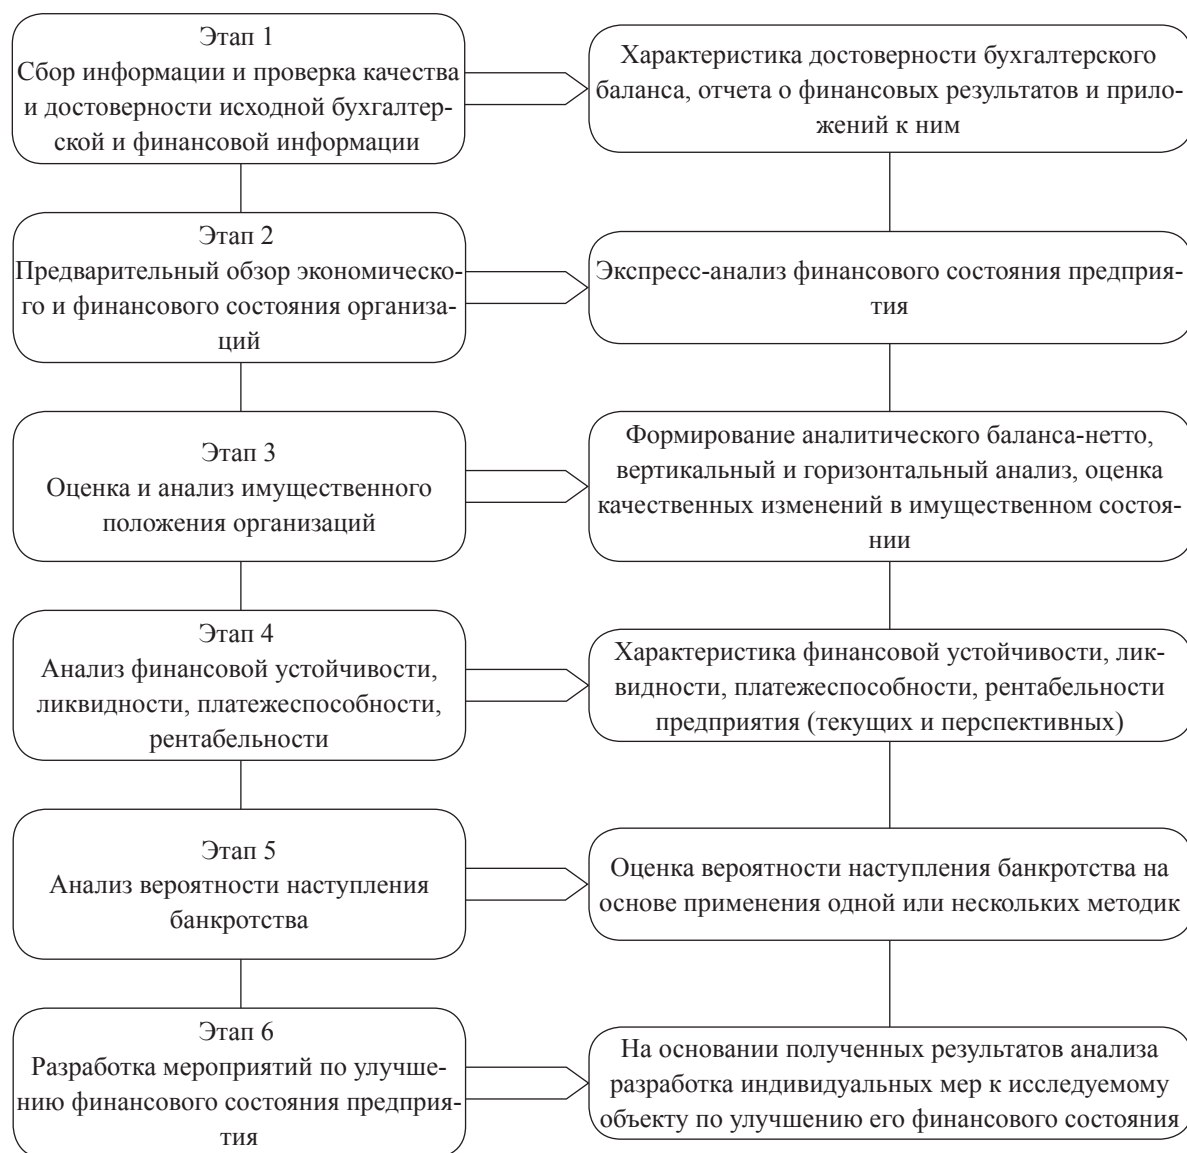 Этап 1
Сбор информации и проверка качества
и достоверности исходной бухгалтер-
ской и финансовой информации
Характеристика достоверности бухгалтерского
баланса, отчета о финансовых результатов и прило-
жений к ним
Этап 2
Предварительный обзор экономическо-
го и финансового состояния организа-
ций
Экспресс-анализ финансового состояния предприя-
тия
Этап 3
Оценка и анализ имущественного
положения организаций
Формирование аналитического баланса-нетто,
вертикальный и горизонтальный анализ, оценка
качественных изменений в имущественном состоя-
нии
Этап 4
Анализ финансовой устойчивости,
ликвидности, платежеспособности,
рентабельности
Характеристика финансовой устойчивости, лик-
видности, платежеспособности, рентабельности
предприятия (текущих и перспективных)
Этап 5
Анализ вероятности наступления
банкротства
Оценка вероятности наступления банкротства на
основе применения одной или нескольких методик
Этап 6
Разработка мероприятий по улучше-
нию финансового состояния предприя-
тия
На основании полученных результатов анализа
разработка индивидуальных мер к исследуемому
объекту по улучшению его финансового состояния